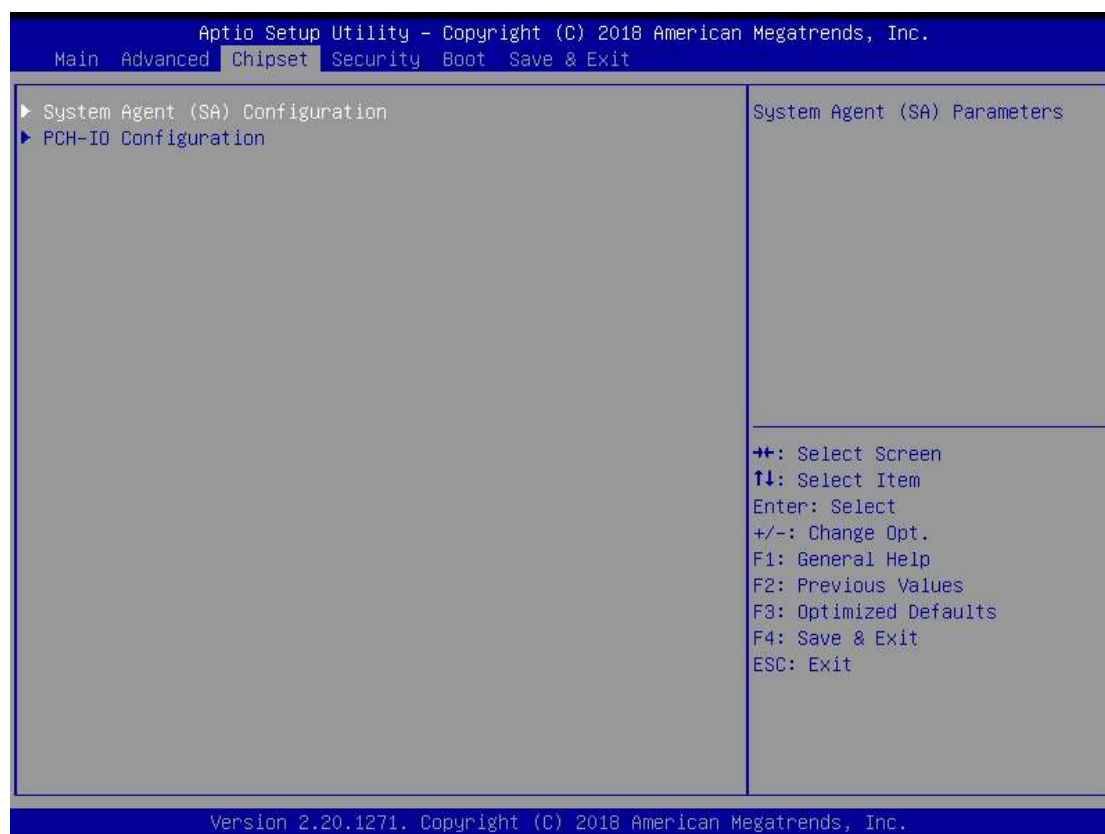 Aptio Setup Utility – Copyright (C) 2018 American Megatrends, Inc.
Main Advanced Chipset Security Boot Save & Exit
▶ System Agent (SA) Configuration
▶ PCH-IO Configuration
System Agent (SA) Parameters
→←: Select Screen
↑↓: Select Item
Enter: Select
+/-: Change Opt.
F1: General Help
F2: Previous Values
F3: Optimized Defaults
F4: Save & Exit
ESC: Exit
Version 2.20.1271. Copyright (C) 2018 American Megatrends, Inc.